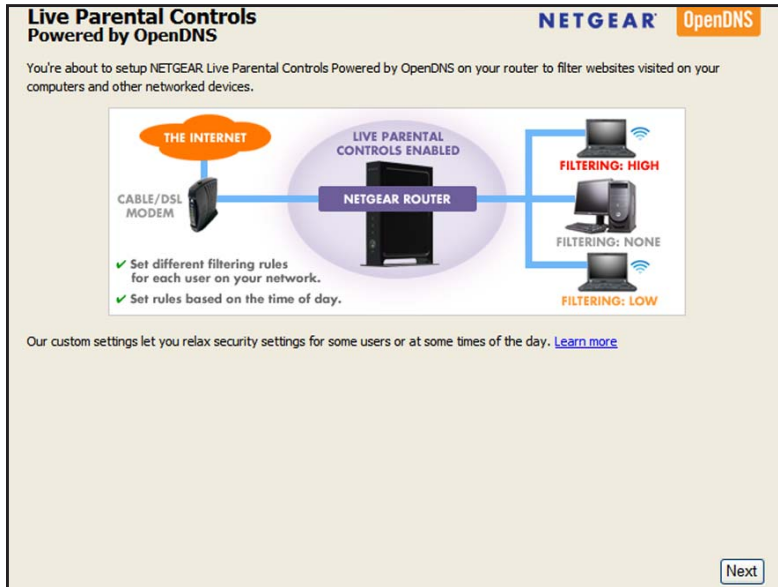 Live Parental Controls
Powered by OpenDNS
NETGEAR
OpenDNS
You're about to setup NETGEAR Live Parental Controls Powered by OpenDNS on your router to filter websites visited on your
computers and other networked devices.
THE INTERNET
CABLE/DSL
MODEM
LIVE PARENTAL
CONTROLS ENABLED
NETGEAR ROUTER
FILTERING: HIGH
FILTERING: NONE
FILTERING: LOW
✓ Set different filtering rules
for each user on your network.
✓ Set rules based on the time of day.
Our custom settings let you relax security settings for some users or at some times of the day. Learn more
Next